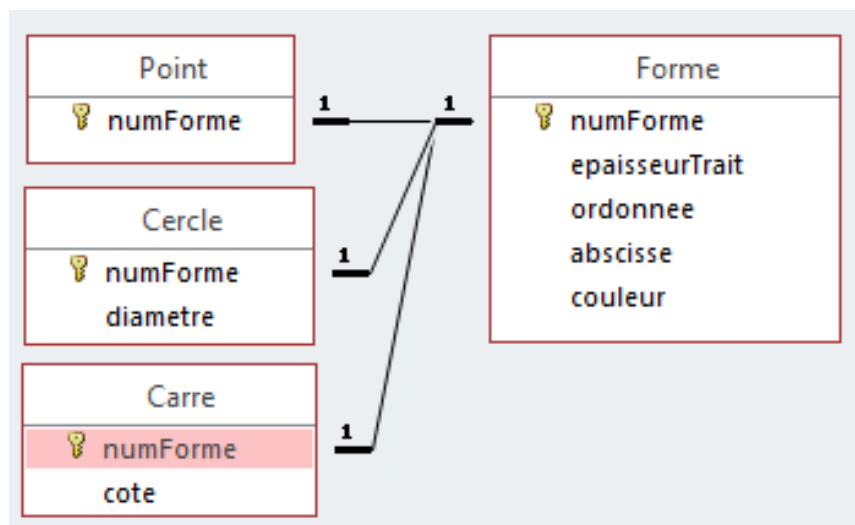 Point
numForme
1
1
Forme
numForme
epaisseurTrait
ordonnee
abscisse
couleur
Cercle
numForme
diametre
1
Carre
numForme
cote
1